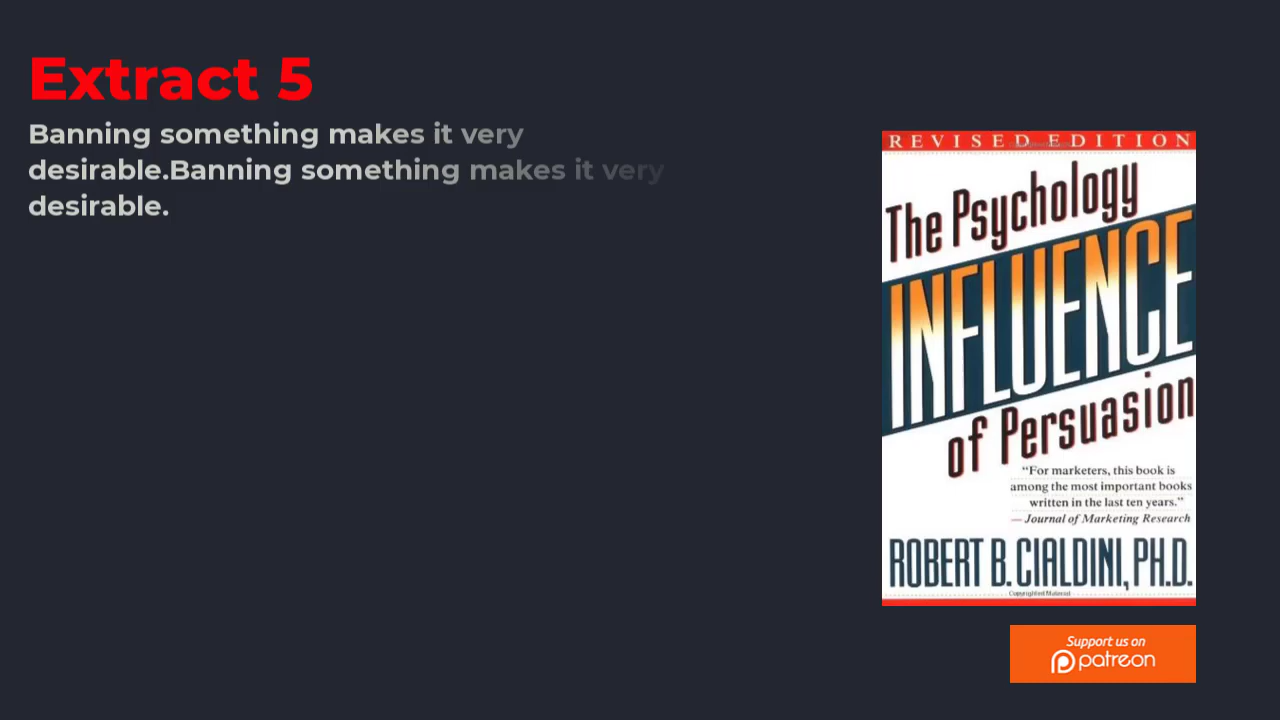 Extract 5
Banning something makes it very
desirable.Banning something makes it very
desirable.
REVISED EDITION
The Psychology
INFLUENCE
of Persuasion
“For marketers, this book is
among the most important books
written in the last ten years.”
— Journal of Marketing Research
ROBERT B. CIALDINI, PH.D.
Copyrighted Material
Support us on
patreon